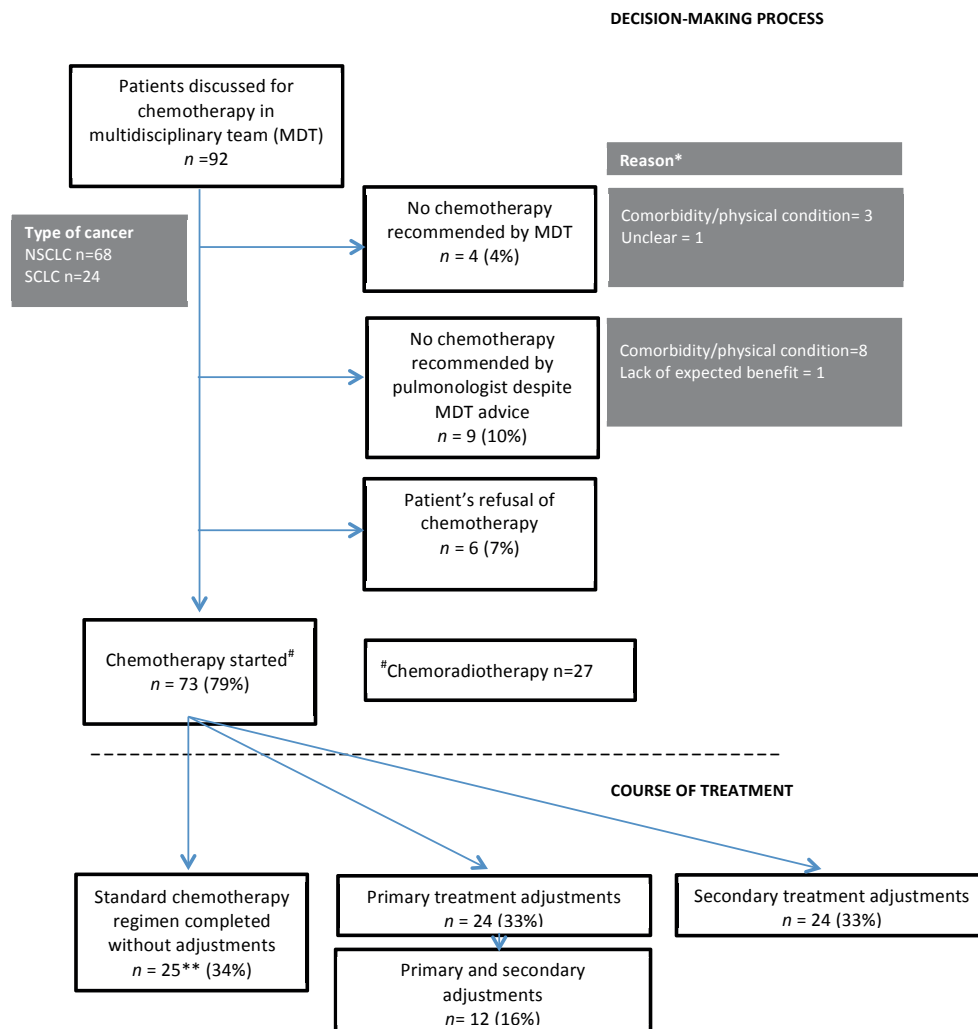 DECISION-MAKING PROCESS
Patients discussed for
chemotherapy in
multidisciplinary team (MDT)
n =92
Reason*
No chemotherapy
recommended by MDT
n = 4 (4%)
Comorbidity/physical condition= 3
Unclear = 1
Type of cancer
NSCLC n=68
SCLC n=24
No chemotherapy
recommended by
pulmonologist despite
MDT advice
n = 9 (10%)
Comorbidity/physical condition=8
Lack of expected benefit = 1
Patient’s refusal of
chemotherapy
n = 6 (7%)
Chemotherapy started#
n = 73 (79%)
#Chemoradiotherapy n=27
COURSE OF TREATMENT
Standard chemotherapy
regimen completed
without adjustments
n = 25** (34%)
Primary treatment adjustments
n = 24 (33%)
Secondary treatment adjustments
n = 24 (33%)
Primary and secondary
adjustments
n= 12 (16%)